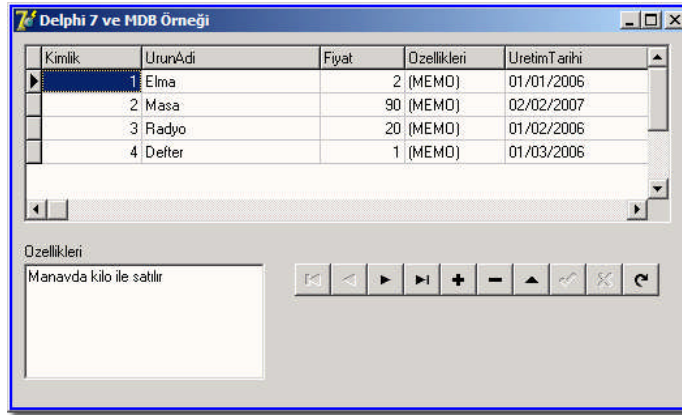 Delphi 7 ve MDB Örneği
Kimlik UrunAdi Fiyat Ozellikleri UretimTarihi
1 Elma 2 (MEMO) 01/01/2006
2 Masa 90 (MEMO) 02/02/2007
3 Radyo 20 (MEMO) 01/02/2006
4 Defter 1 (MEMO) 01/03/2006
Ozellikleri
Manavda kilo ile satılır